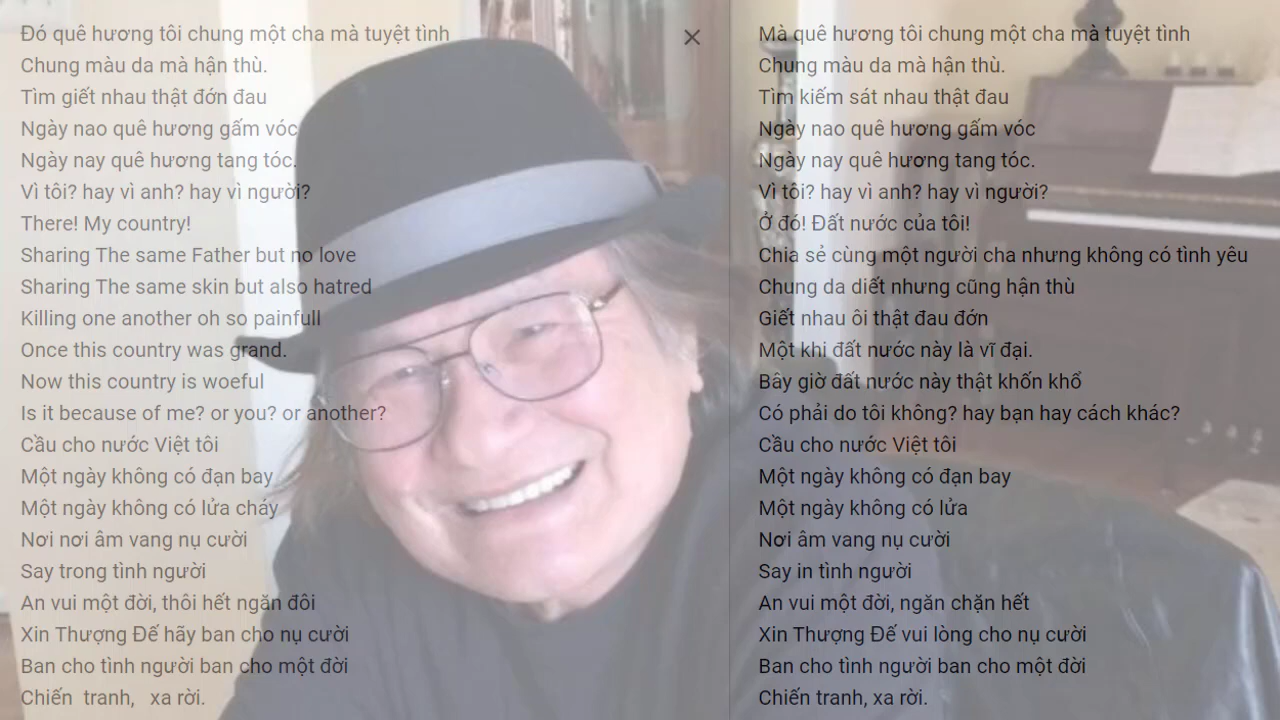 Đó quê hương tôi chung một cha mà tuyệt tình
Chung màu da mà hận thù.
Tìm giết nhau thật đớn đau
Ngày nao quê hương gấm vóc
Ngày nay quê hương tang tóc.
Vì tôi? hay vì anh? hay vì người?
There! My country!
Sharing The same Father but no love
Sharing The same skin but also hatred
Killing one another oh so painfull
Once this country was grand.
Now this country is woeful
Is it because of me? or you? or another?
Cầu cho nước Việt tôi
Một ngày không có đạn bay
Một ngày không có lửa cháy
Nơi nơi âm vang nụ cười
Say trong tình người
An vui một đời, thôi hết ngăn đôi
Xin Thượng Đế hãy ban cho nụ cười
Ban cho tình người ban cho một đời
Chiến tranh, xa rời.
Mà quê hương tôi chung một cha mà tuyệt tình
Chung màu da mà hận thù.
Tìm kiếm sát nhau thật đau
Ngày nao quê hương gấm vóc
Ngày nay quê hương tang tóc.
Vì tôi? hay vì anh? hay vì người?
Ở đó! Đất nước của tôi!
Chia sẻ cùng một người cha nhưng không có tình yêu
Chung da diết nhưng cũng hận thù
Giết nhau ôi thật đau đớn
Một khi đất nước này là vĩ đại.
Bây giờ đất nước này thật khốn khổ
Có phải do tôi không? hay bạn hay cách khác?
Cầu cho nước Việt tôi
Một ngày không có đạn bay
Một ngày không có lửa
Nơi âm vang nụ cười
Say in tình người
An vui một đời, ngăn chặn hết
Xin Thượng Đế vui lòng cho nụ cười
Ban cho tình người ban cho một đời
Chiến tranh, xa rời.